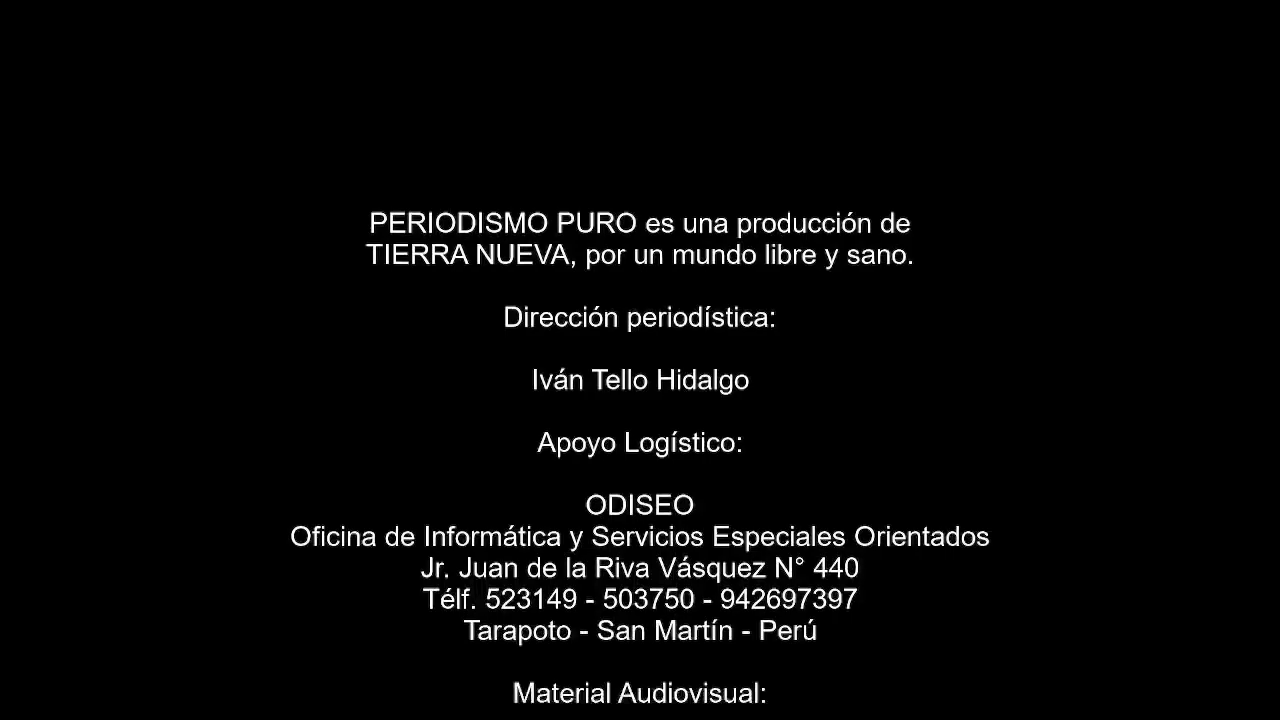 PERIODISMO PURO es una producción de
TIERRA NUEVA, por un mundo libre y sano.
Dirección periodística:
Iván Tello Hidalgo
Apoyo Logístico:
ODISEO
Oficina de Informática y Servicios Especiales Orientados
Jr. Juan de la Riva Vásquez N° 440
Télf. 523149 - 503750 - 942697397
Tarapoto - San Martín - Perú
Material Audiovisual: